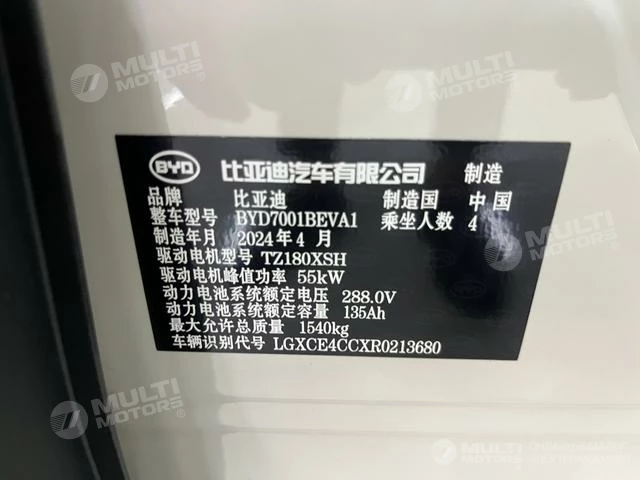 MULTI MOTORS®
MULTI MOTORS®
BYD 比亚迪汽车有限公司 制造
品牌 比亚迪 制造国 中国
整车型号 BYD7001BEVA1 乘坐人数 4
制造年月 2024年4月
驱动电机型号 TZ180XSH
驱动电机峰值功率 55kW
动力电池系统额定电压 288.0V
动力电池系统额定容量 135Ah
最大允许总质量 1540kg
车辆识别代号 LGXCE4CCXR0213680
MULTI MOTORS®
MULTI MOTORS